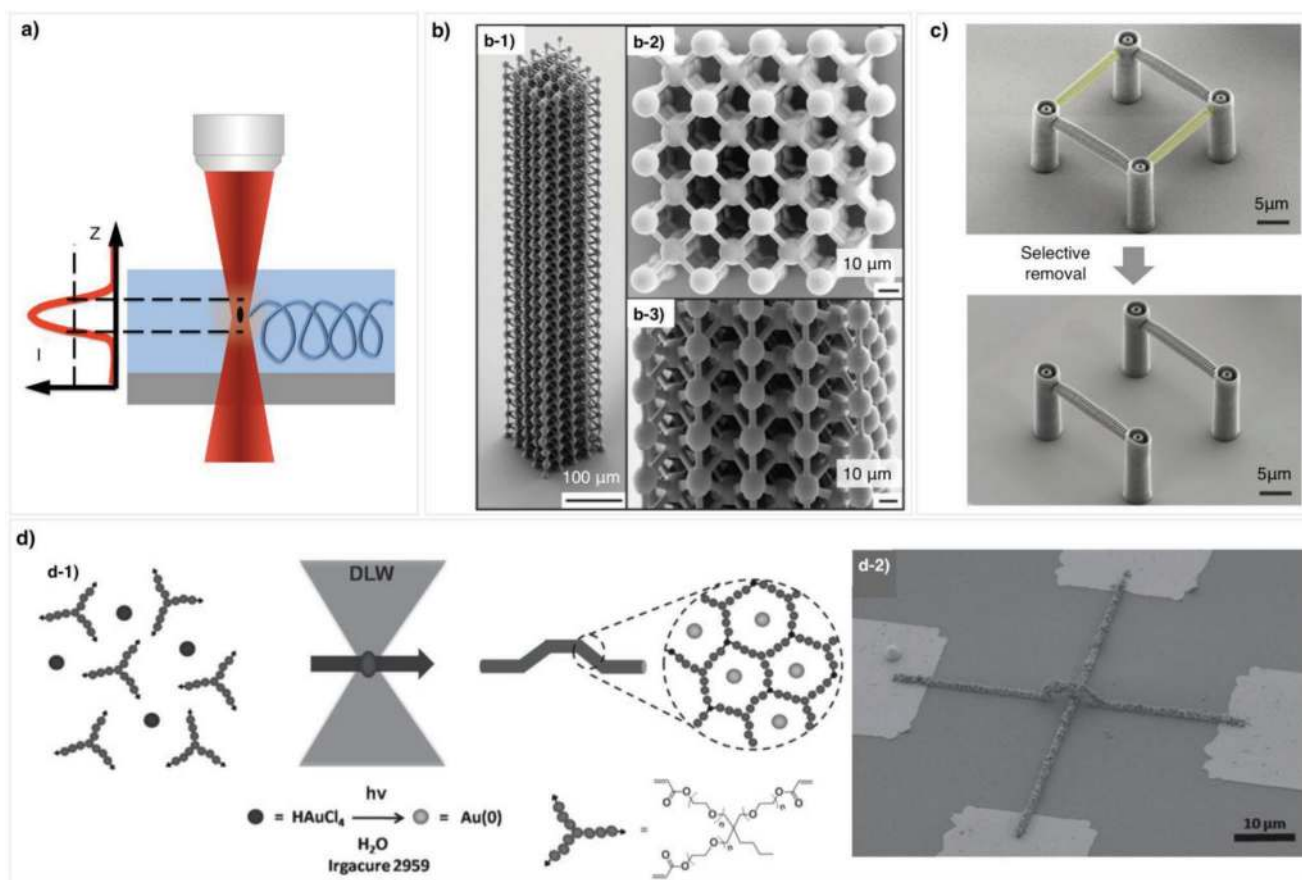 a)
Z
I
b)
b-1)
100 µm
b-2)
10 µm
b-3)
10 µm
c)
5µm
Selective
removal
5µm
d)
d-1)
DLW
hν
= HAuCl₄
= Au(0)
H₂O
Irgacure 2959
=
O
O
O
n
O
O
n
O
O
O
O
n
O
d-2)
10 µm